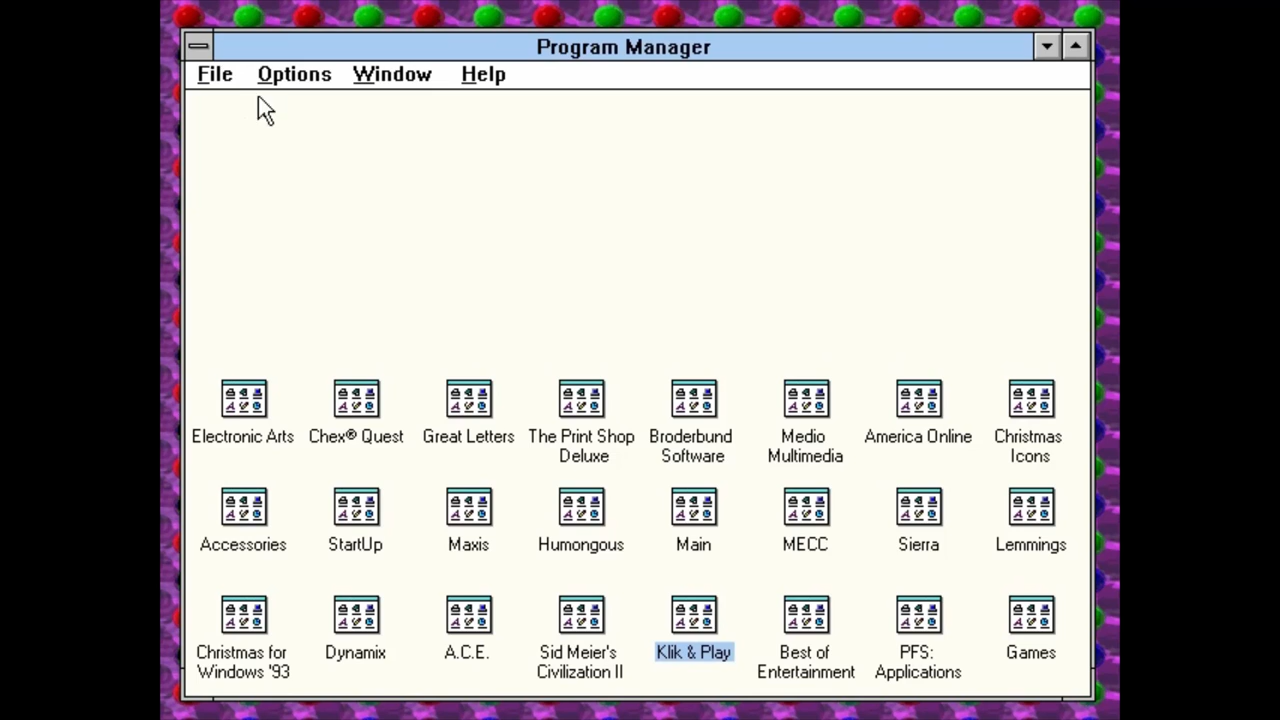 Program Manager
File Options Window Help
Electronic Arts Chex® Quest Great Letters The Print Shop Deluxe Broderbund Software Medio Multimedia America Online Christmas Icons
Accessories StartUp Maxis Humongous Main MECC Sierra Lemmings
Christmas for Windows '93 Dynamix A.C.E. Sid Meier's Civilization II Klik & Play Best of Entertainment PFS: Applications Games